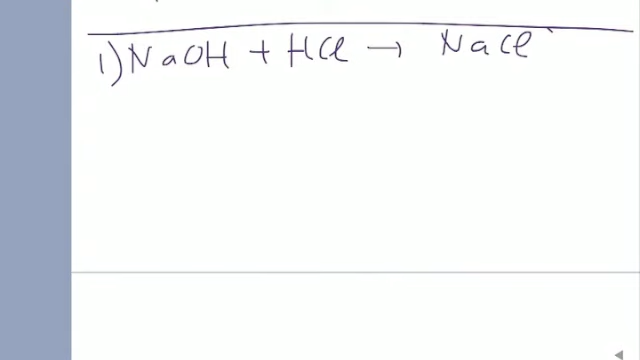 1) NaOH + HCl → NaCl